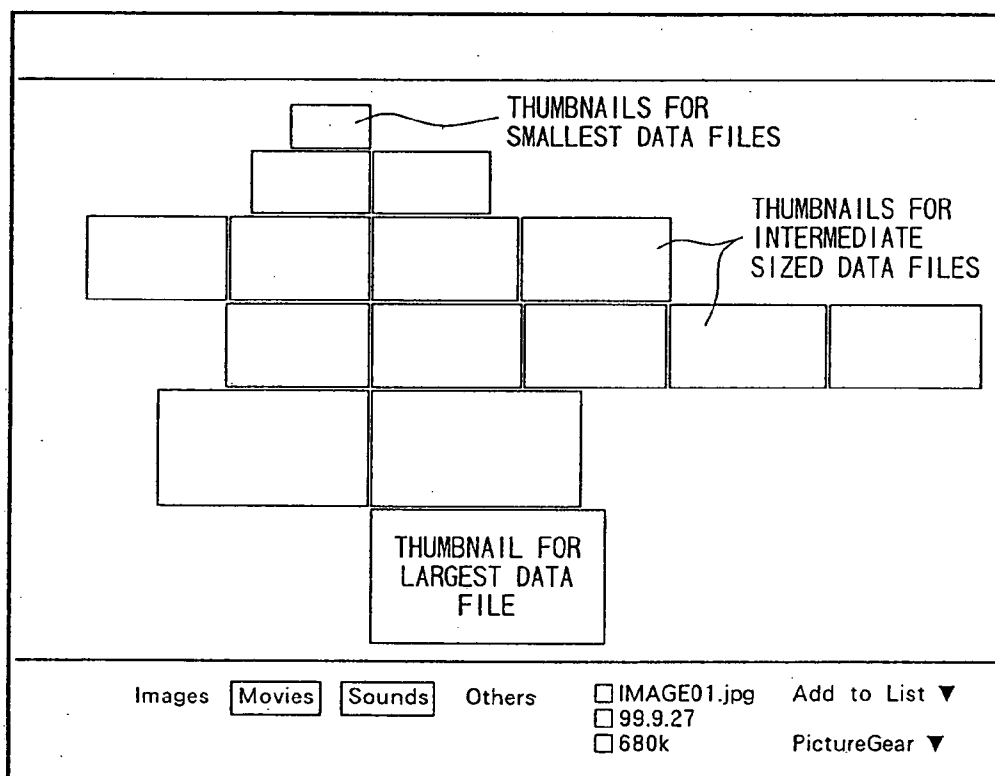 THUMBNAILS FOR
SMALLEST DATA FILES
THUMBNAILS FOR
INTERMEDIATE
SIZED DATA FILES
THUMBNAIL FOR
LARGEST DATA
FILE
Images Movies Sounds Others IMAGE01.jpg Add to List ▼
99.9.27
680k PictureGear ▼